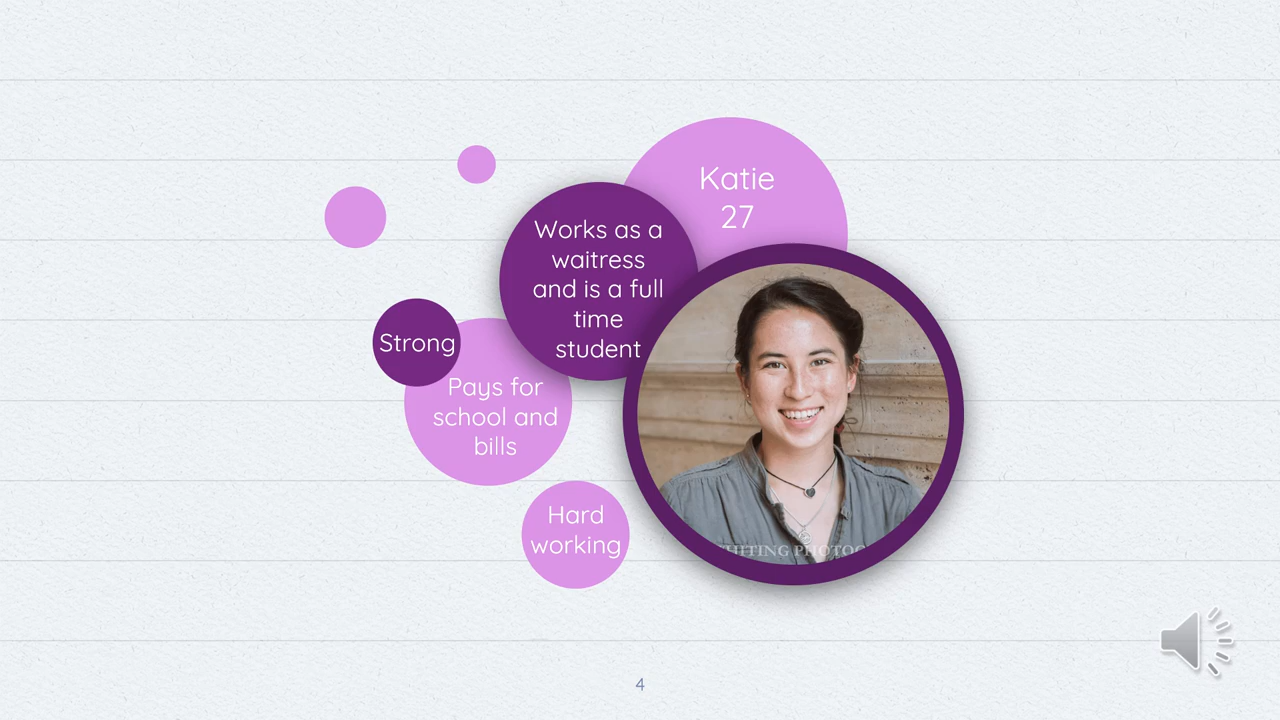 Katie
27
Works as a
waitress
and is a full
time
student
Strong
Pays for
school and
bills
Hard
working
4